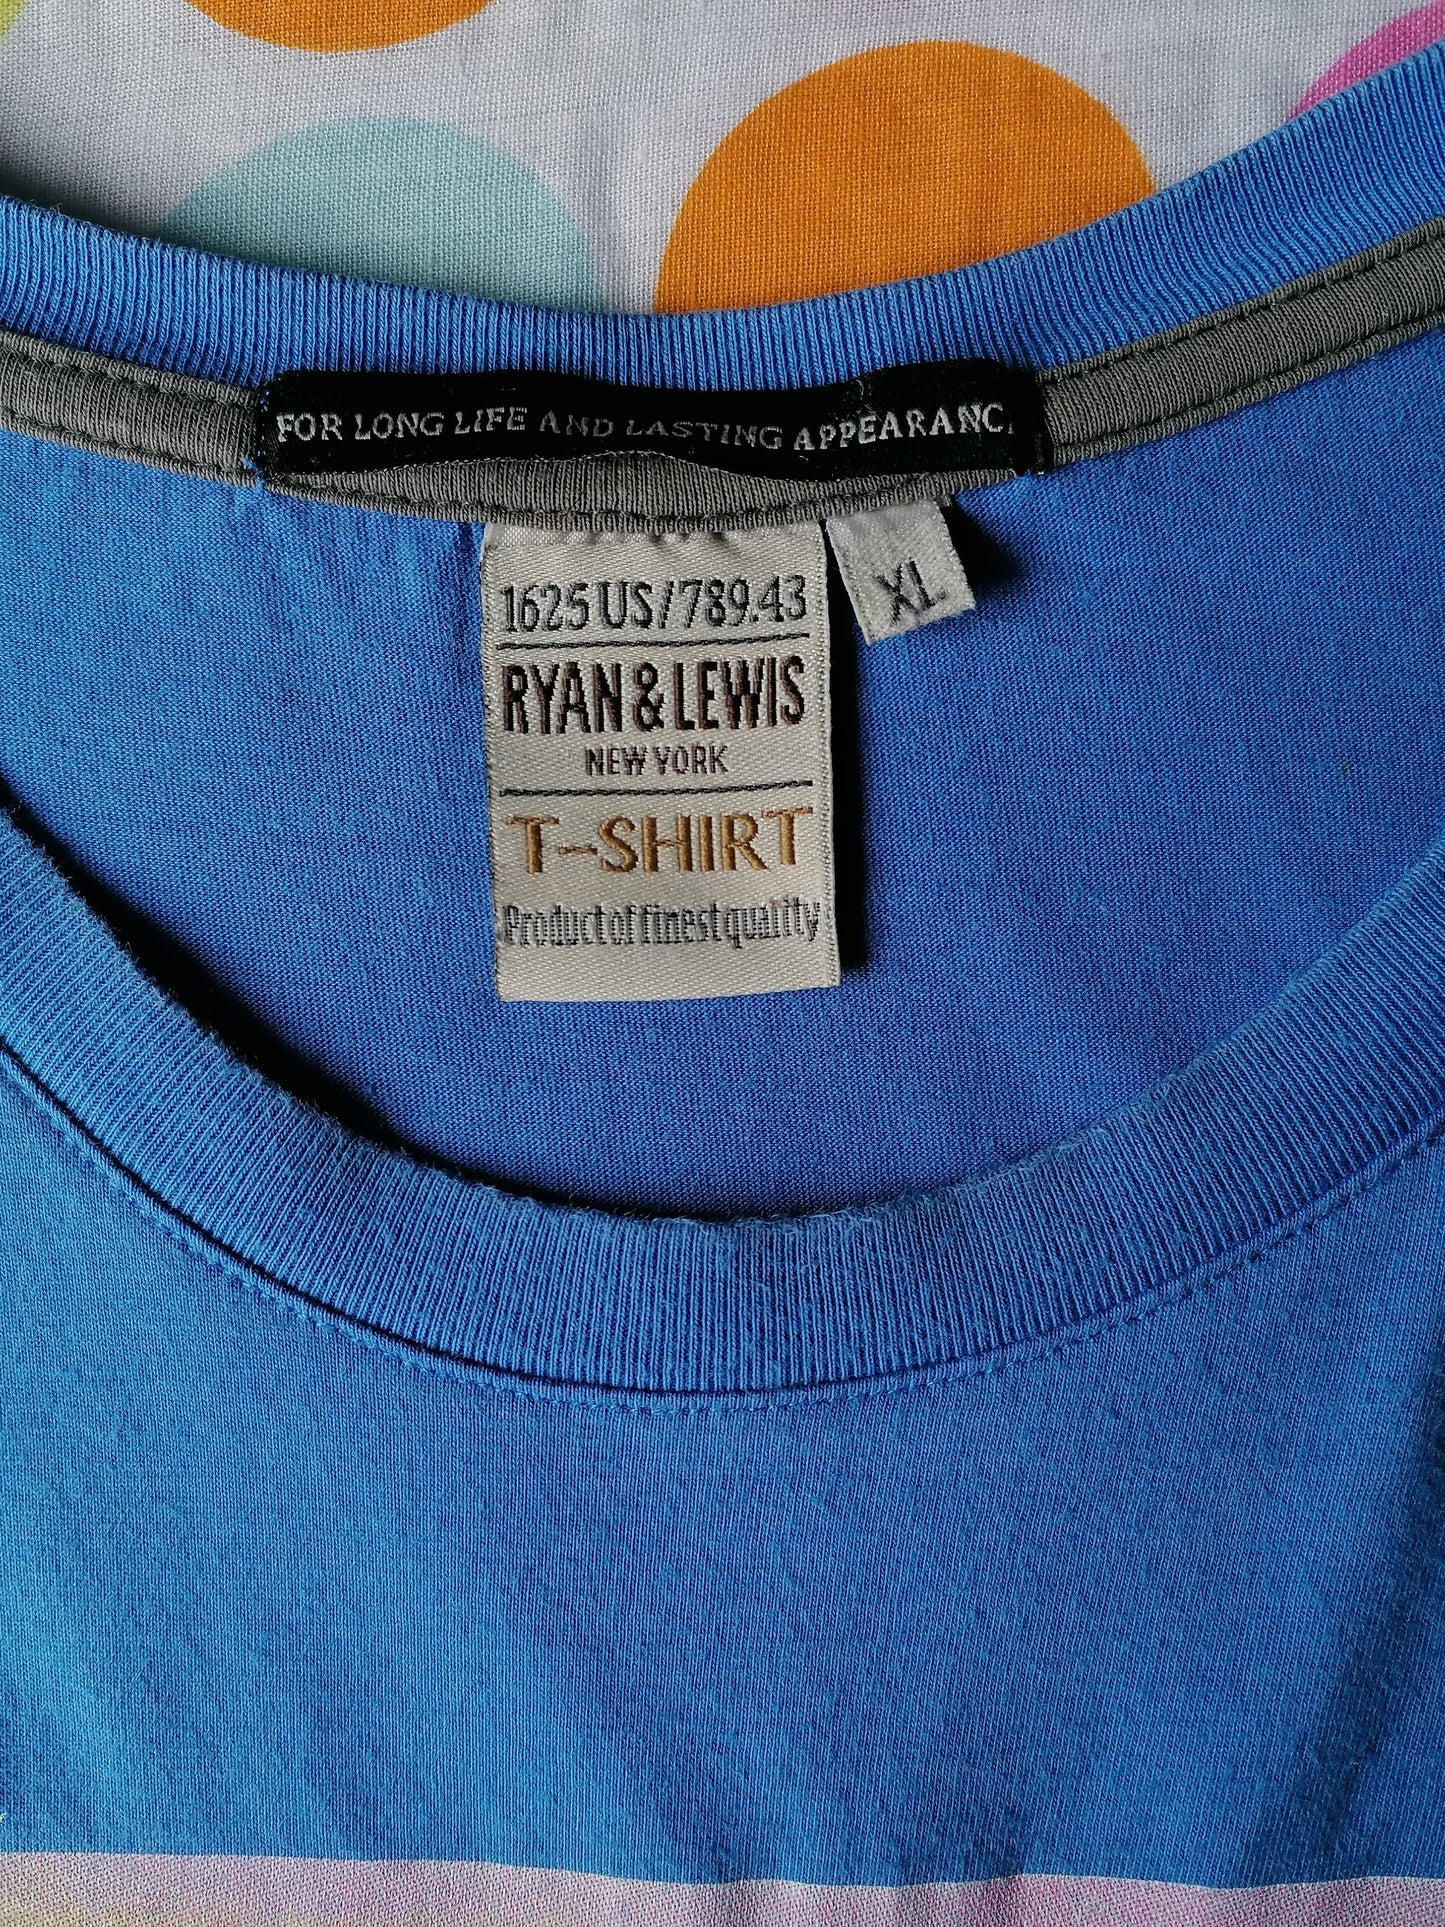 FOR LONG LIFE AND LASTING APPEARANC
1625 US/789.43
XL
RYAN & LEWIS
NEW YORK
T-SHIRT
Product of finest quality